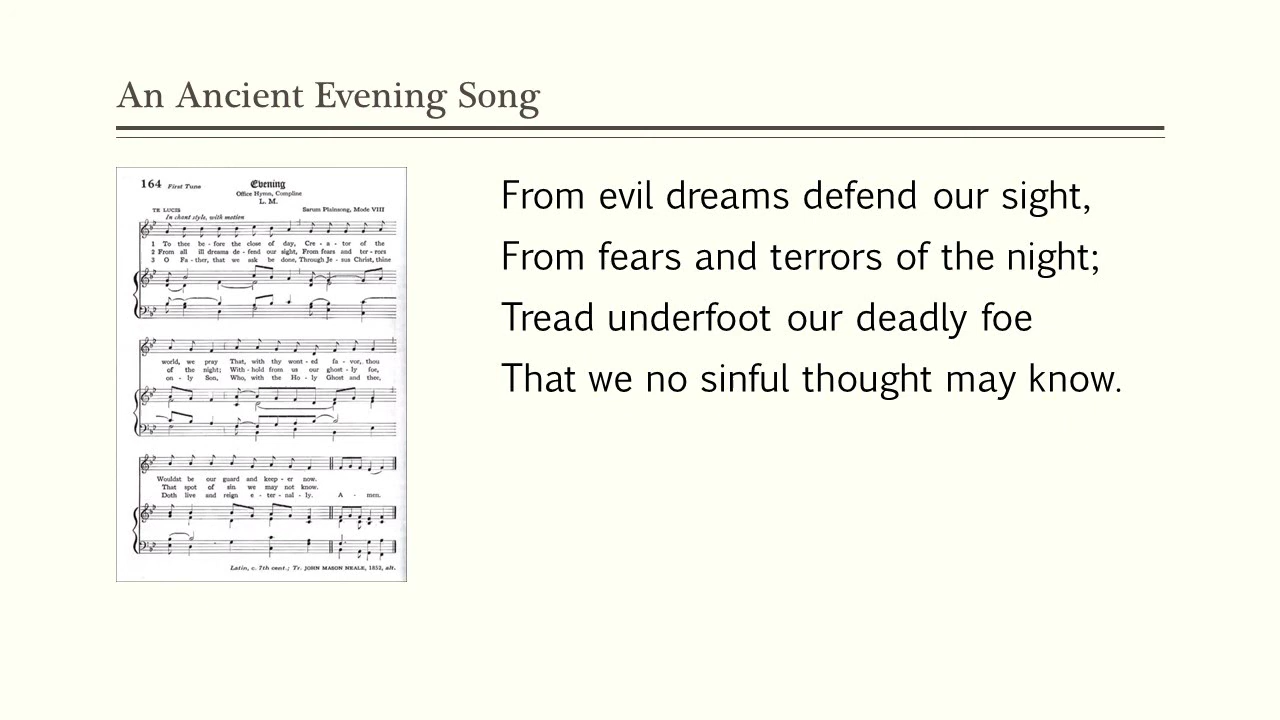 An Ancient Evening Song
164 First Tune
Evening
Office Hymn, Compline
L. M.
TE LUCIS
Sarum Plainsong, Mode VIII
In chant style, with motion
1 To thee be - fore the close of day, Cre - a - tor of the
2 From all ill dreams de - fend our sight, From fears and ter - rors
3 O Fa - ther, that we ask be done, Through Je - sus Christ, thine
world, we pray That, with thy wont - ed fa - vor, thou
of the night; With - hold from us our ghost - ly foe,
on - ly Son, Who, with the Ho - ly Ghost and thee,
Wouldst be our guard and keep - er now.
That spot of sin we may not know.
Doth live and reign e - ter - nal - ly. A - men.
Latin, c. 7th cent.; Tr. JOHN MASON NEALE, 1852, alt.
From evil dreams defend our sight,
From fears and terrors of the night;
Tread underfoot our deadly foe
That we no sinful thought may know.